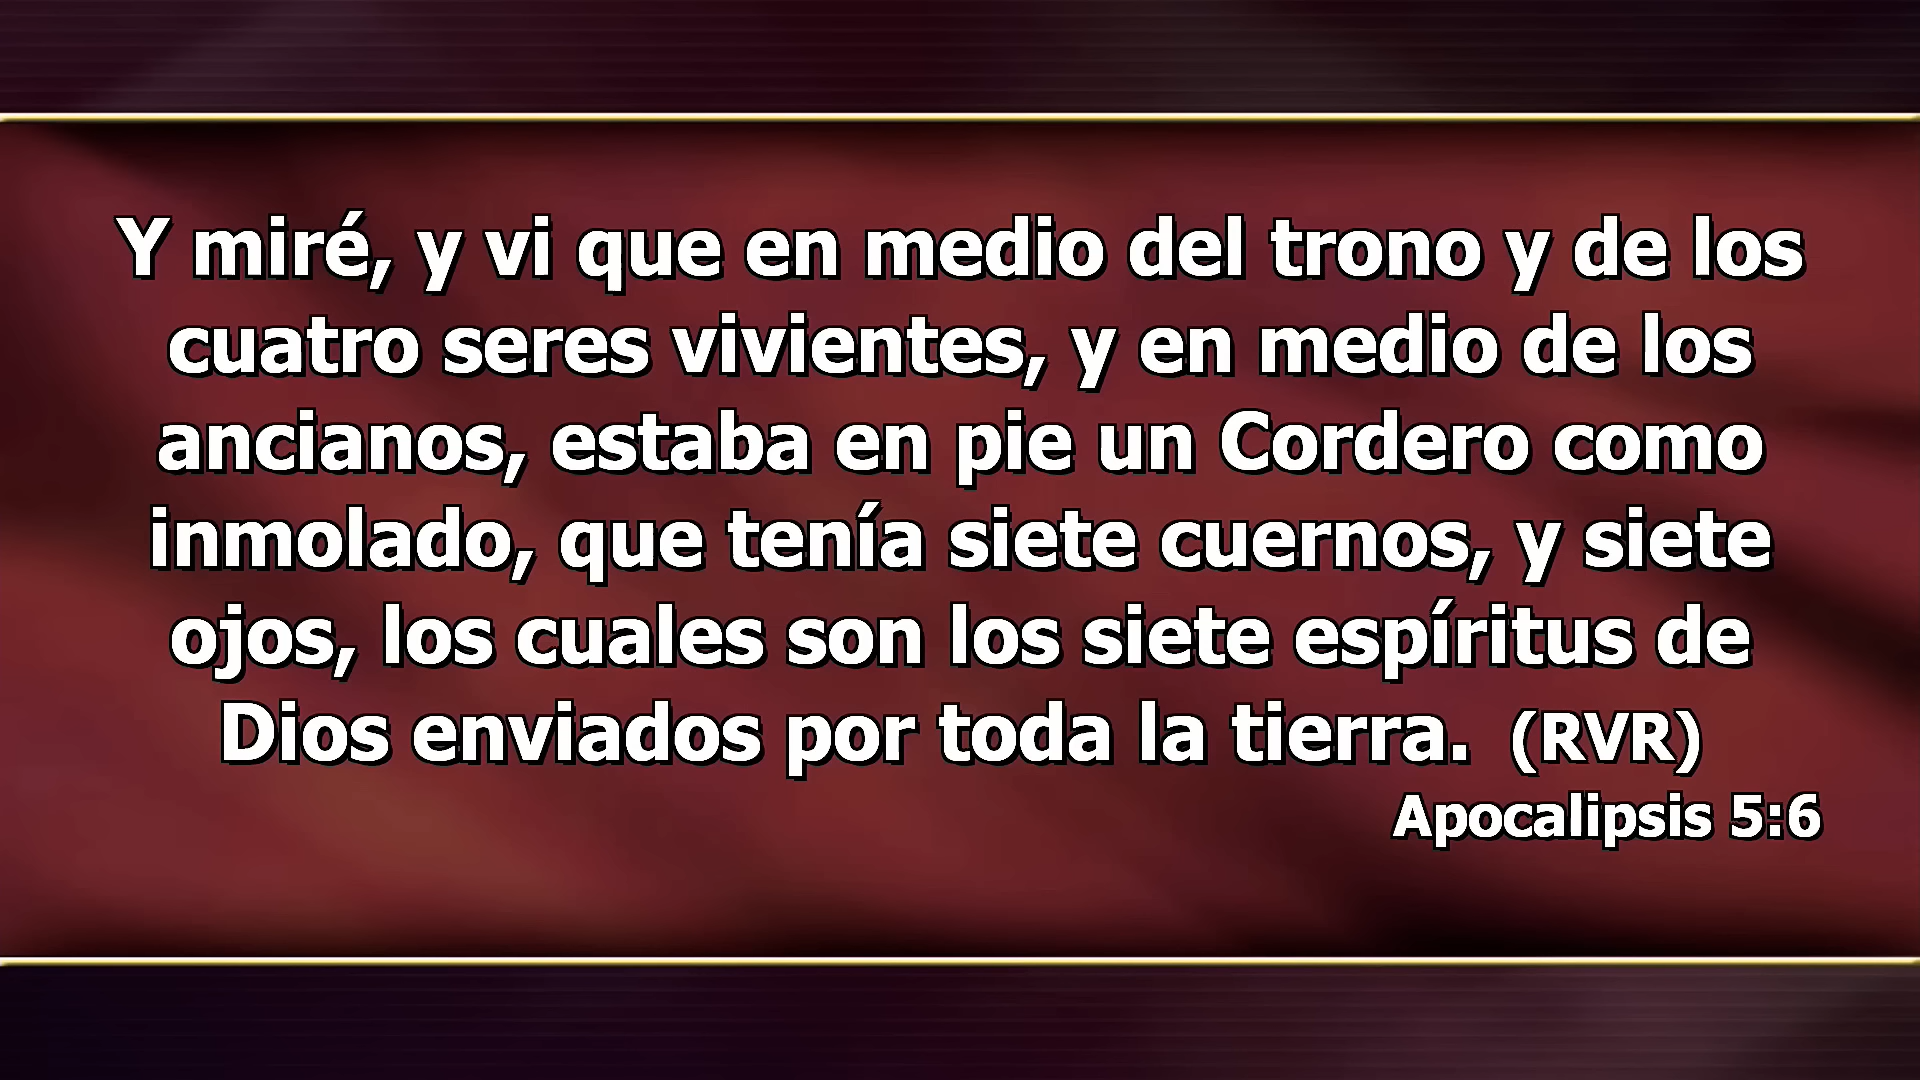 Y miré, y vi que en medio del trono y de los
cuatro seres vivientes, y en medio de los
ancianos, estaba en pie un Cordero como
inmolado, que tenía siete cuernos, y siete
ojos, los cuales son los siete espíritus de
Dios enviados por toda la tierra. (RVR)
Apocalipsis 5:6